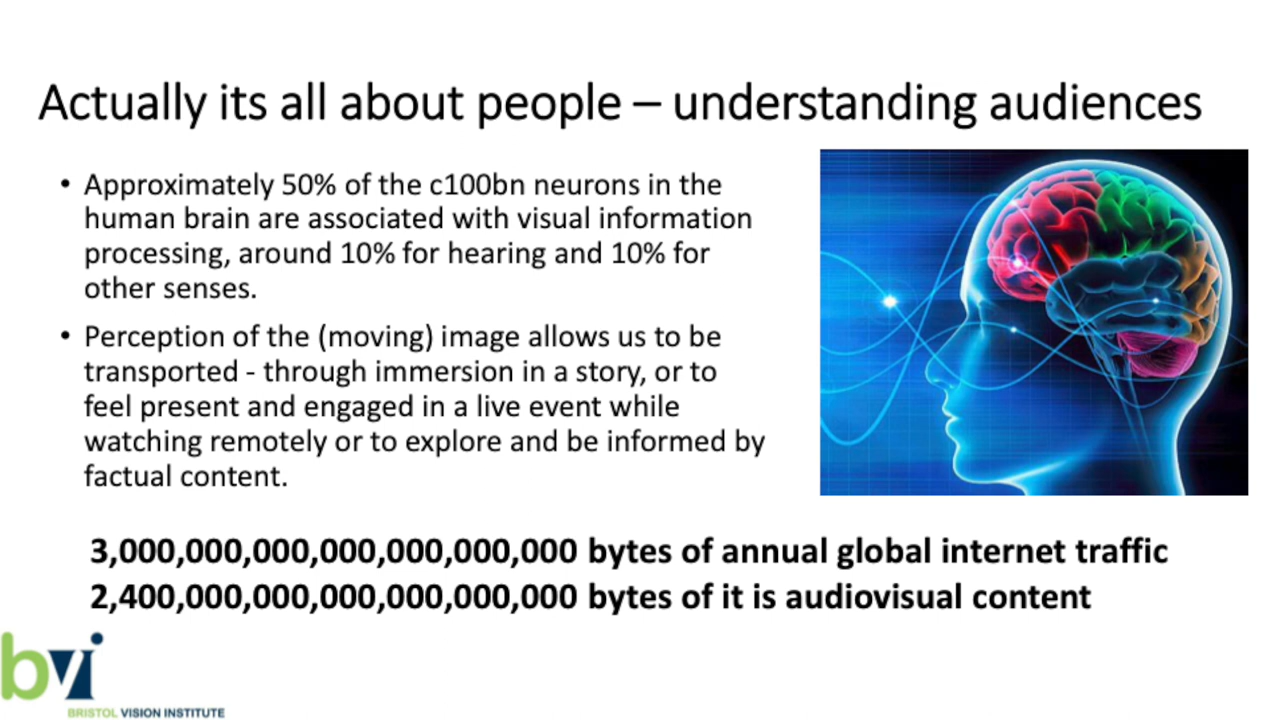 Actually its all about people – understanding audiences
• Approximately 50% of the c100bn neurons in the
human brain are associated with visual information
processing, around 10% for hearing and 10% for
other senses.
• Perception of the (moving) image allows us to be
transported - through immersion in a story, or to
feel present and engaged in a live event while
watching remotely or to explore and be informed by
factual content.
3,000,000,000,000,000,000,000 bytes of annual global internet traffic
2,400,000,000,000,000,000,000 bytes of it is audiovisual content
bvi
BRISTOL VISION INSTITUTE